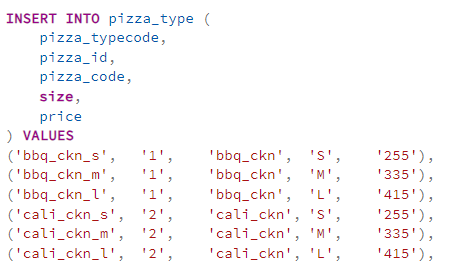 INSERT INTO pizza_type (
pizza_typecode,
pizza_id,
pizza_code,
size,
price
) VALUES
('bbq_ckn_s', '1', 'bbq_ckn', 'S', '255'),
('bbq_ckn_m', '1', 'bbq_ckn', 'M', '335'),
('bbq_ckn_l', '1', 'bbq_ckn', 'L', '415'),
('cali_ckn_s', '2', 'cali_ckn', 'S', '255'),
('cali_ckn_m', '2', 'cali_ckn', 'M', '335'),
('cali_ckn_l', '2', 'cali_ckn', 'L', '415'),